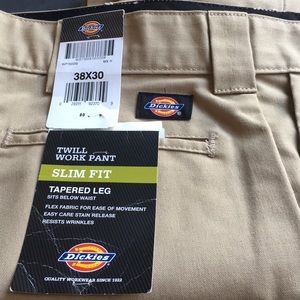 Dickies
38X30
Dickies
TWILL
WORK PANT
SLIM FIT
TAPERED LEG
SITS BELOW WAIST
FLEX FABRIC FOR EASE OF MOVEMENT
EASY CARE STAIN RELEASE
RESISTS WRINKLES
Dickies
QUALITY WORKWEAR SINCE 1922